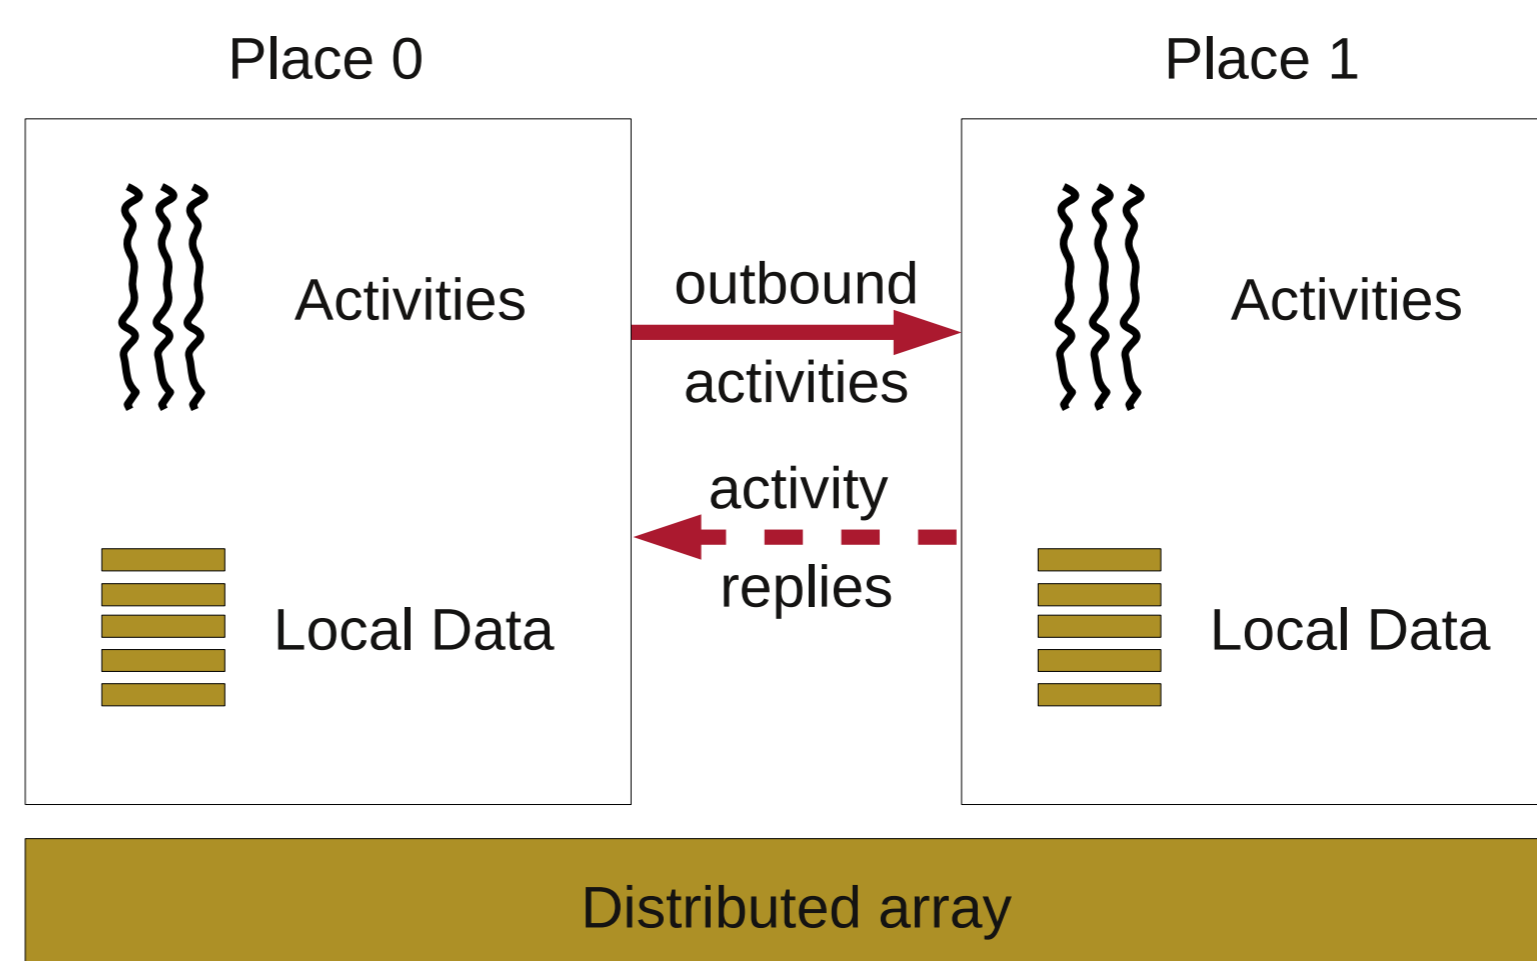 Place 0
Place 1
Activities
outbound
activities
Activities
activity
replies
Local Data
Local Data
Distributed array